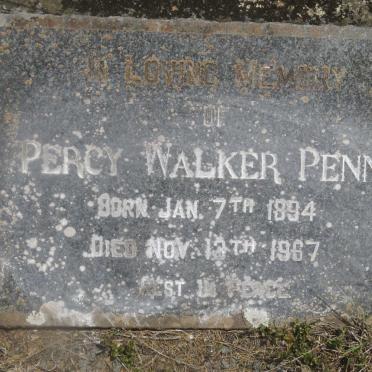 IN LOVING MEMORY
OF
PERCY WALKER PENN
BORN JAN. 7TH 1894
DIED NOV. 13TH 1967
REST IN PEACE